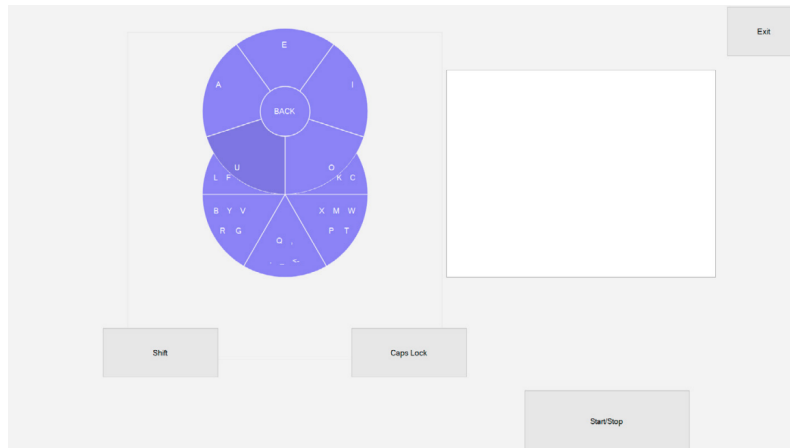 Exit
E
A I
BACK
U O
L F K C
B Y V X M W
R G P T
Q ,
. _ <-
Shift Caps Lock
Start/Stop